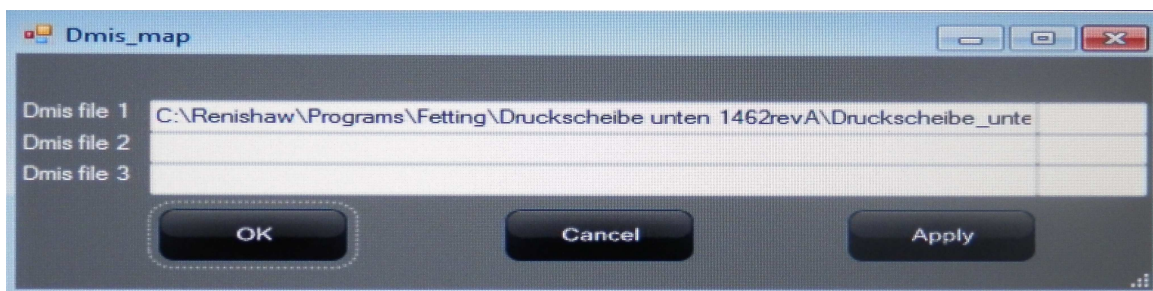 Dmis_map
Dmis file 1 C:\Renishaw\Programs\Fetting\Druckscheibe unten 1462revA\Druckscheibe_unte
Dmis file 2
Dmis file 3
OK Cancel Apply